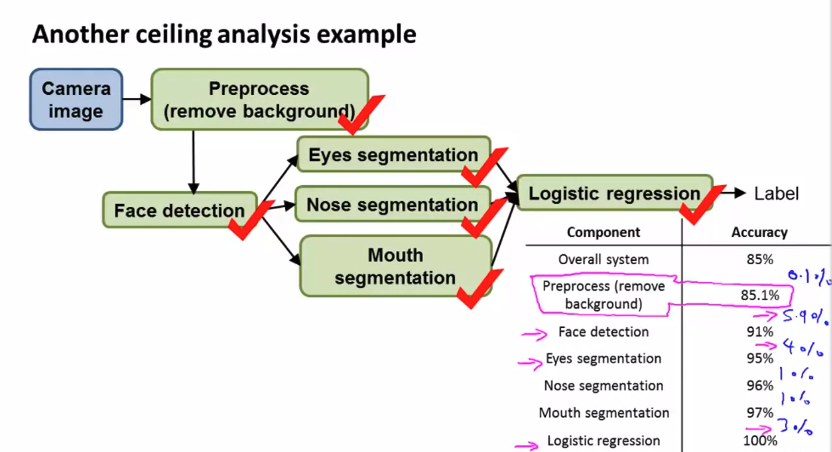 Another ceiling analysis example
Camera
image
Preprocess
(remove background)
Eyes segmentation
Face detection
Nose segmentation
Mouth
segmentation
Logistic regression
Label
Component Accuracy
Overall system 85%
0.1%
Preprocess (remove
background) 85.1%
5.9%
Face detection 91%
4%
Eyes segmentation 95%
1%
Nose segmentation 96%
1%
Mouth segmentation 97%
3%
Logistic regression 100%